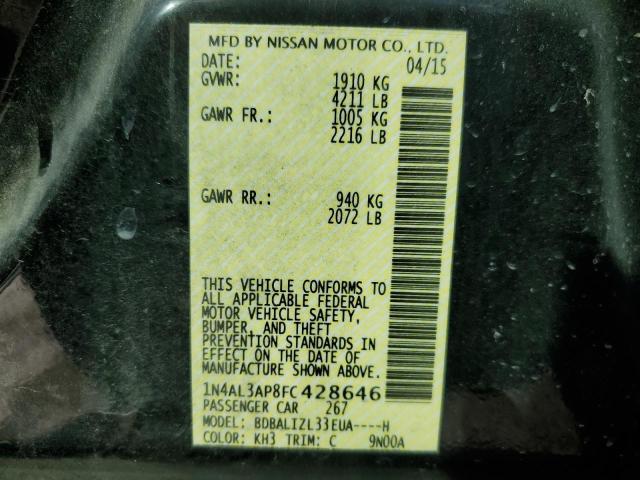 MFD BY NISSAN MOTOR CO., LTD.
DATE: 04/15
GVWR: 1910 KG
4211 LB
GAWR FR.: 1005 KG
2216 LB
GAWR RR.: 940 KG
2072 LB
THIS VEHICLE CONFORMS TO
ALL APPLICABLE FEDERAL
MOTOR VEHICLE SAFETY,
BUMPER, AND THEFT
PREVENTION STANDARDS IN
EFFECT ON THE DATE OF
MANUFACTURE SHOWN ABOVE.
1N4AL3AP8FC428646
PASSENGER CAR 267
MODEL: BDBALIZL33EUA----H
COLOR: KH3 TRIM: C 9N00A